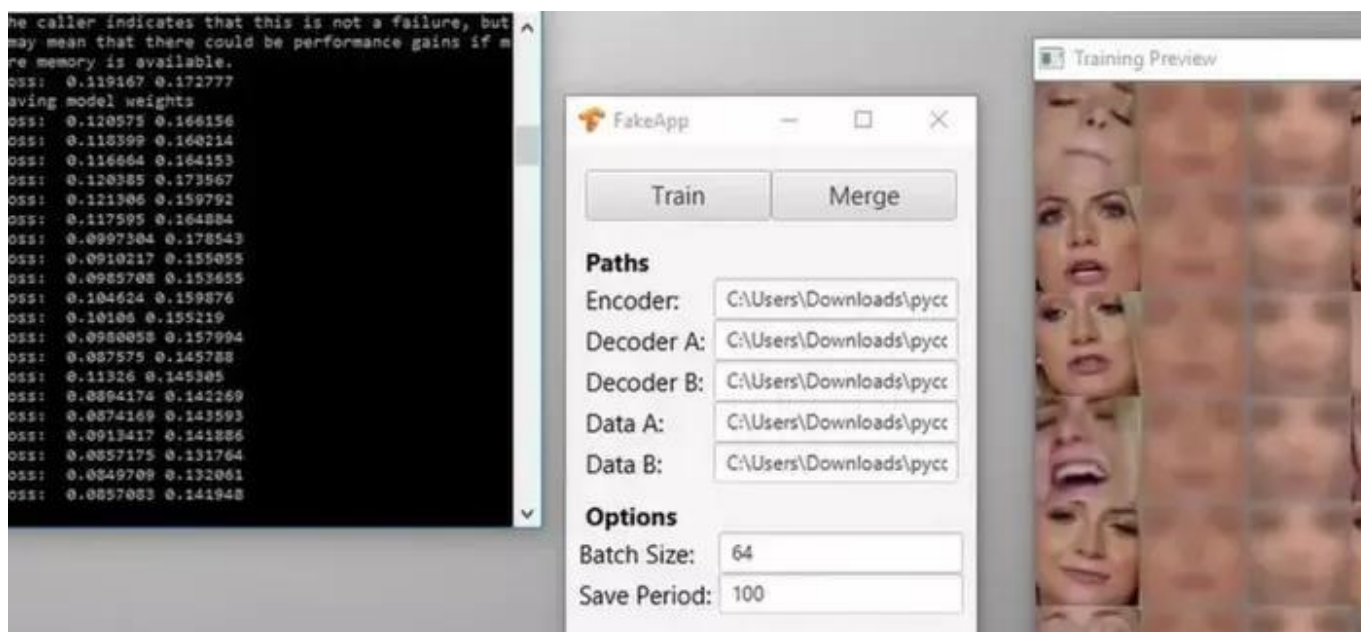 he caller indicates that this is not a failure, but
may mean that there could be performance gains if m
re memory is available.
oss: 0.119167 0.172777
aving model weights
oss: 0.120575 0.166156
oss: 0.118399 0.160214
oss: 0.116664 0.164153
oss: 0.120385 0.173567
oss: 0.121306 0.159792
oss: 0.117595 0.164884
oss: 0.0997304 0.178543
oss: 0.0910217 0.155055
oss: 0.0985708 0.153655
oss: 0.104624 0.159876
oss: 0.10106 0.155219
oss: 0.0980058 0.157994
oss: 0.087575 0.145788
oss: 0.11326 0.145305
oss: 0.0894174 0.142269
oss: 0.0874169 0.143593
oss: 0.0913417 0.141886
oss: 0.0857175 0.131764
oss: 0.0849709 0.132061
oss: 0.0857083 0.141948
FakeApp
Train Merge
Paths
Encoder: C:\Users\Downloads\pycc
Decoder A: C:\Users\Downloads\pycc
Decoder B: C:\Users\Downloads\pycc
Data A: C:\Users\Downloads\pycc
Data B: C:\Users\Downloads\pycc
Options
Batch Size: 64
Save Period: 100
Training Preview